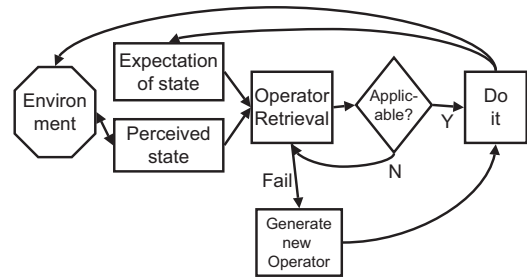 Expectation
of state
Environ
ment
Perceived
state
Operator
Retrieval
Applic-
able?
Y
N
Do
it
Fail
Generate
new
Operator